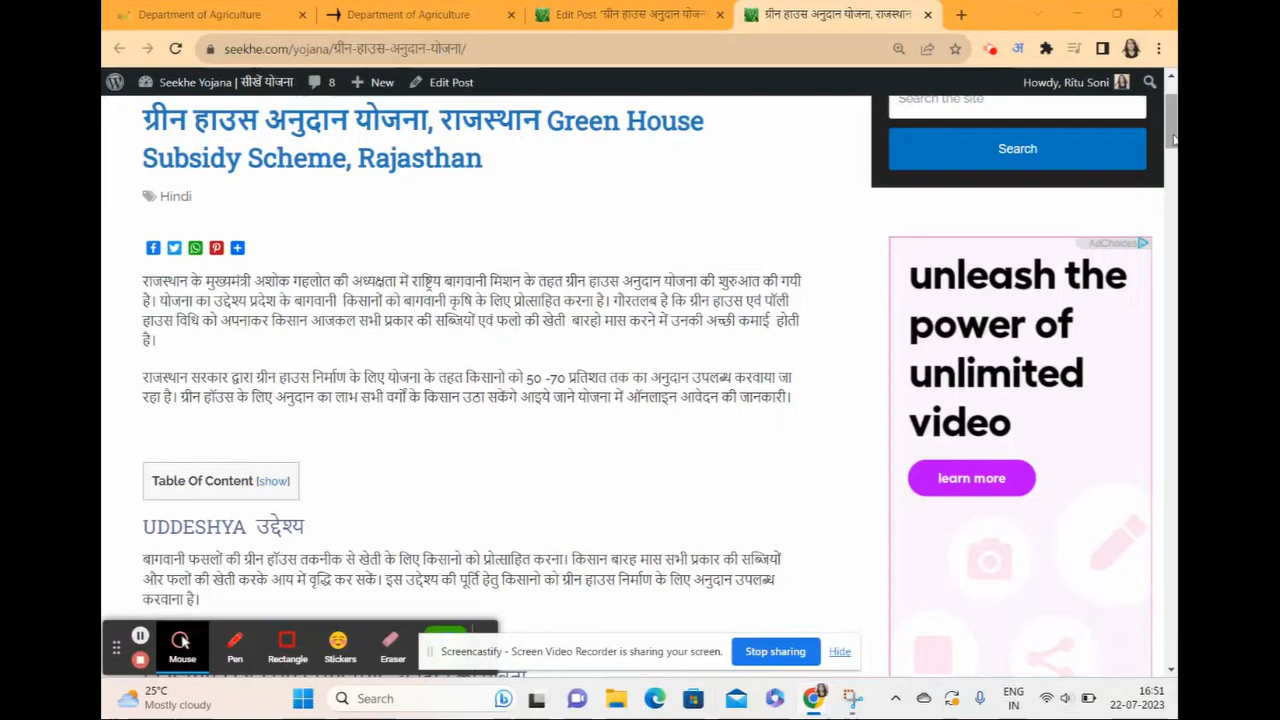 Department of Agriculture
Department of Agriculture
Edit Post "ग्रीन हाउस अनुदान योजन
ग्रीन हाउस अनुदान योजना, राजस्थान
seekhe.com/yojana/ग्रीन-हाउस-अनुदान-योजना/
अ
Seekhe Yojana | सीखें योजना
8
New
Edit Post
Howdy, Ritu Soni
ग्रीन हाउस अनुदान योजना, राजस्थान Green House
Subsidy Scheme, Rajasthan
Hindi
राजस्थान के मुख्यमंत्री अशोक गहलोत की अध्यक्षता में राष्ट्रिय बागवानी मिशन के तहत ग्रीन हाउस अनुदान योजना की शुरुआत की गयी
है। योजना का उद्देश्य प्रदेश के बागवानी किसानों को बागवानी कृषि के लिए प्रोत्साहित करना है। गौरतलब है कि ग्रीन हाउस एवं पॉली
हाउस विधि को अपनाकर किसान आजकल सभी प्रकार की सब्जियों एवं फलो की खेती बारहो मास करने में उनकी अच्छी कमाई होती
है।
राजस्थान सरकार द्वारा ग्रीन हाउस निर्माण के लिए योजना के तहत किसानो को 50 -70 प्रतिशत तक का अनुदान उपलब्ध करवाया जा
रहा है। ग्रीन हॉउस के लिए अनुदान का लाभ सभी वर्गों के किसान उठा सकेंगे आइये जाने योजना में ऑनलाइन आवेदन की जानकारी।
Table Of Content [show]
UDDESHYA उद्देश्य
बागवानी फसलों की ग्रीन हॉउस तकनीक से खेती के लिए किसानो को प्रोत्साहित करना। किसान बारह मास सभी प्रकार की सब्जियों
और फलों की खेती करके आय में वृद्धि कर सकें। इस उद्देश्य की पूर्ति हेतु किसानो को ग्रीन हाउस निर्माण के लिए अनुदान उपलब्ध
करवाना है।
Search the site
Search
AdChoices
unleash the
power of
unlimited
video
learn more
Mouse
Pen
Rectangle
Stickers
Eraser
Screencastify - Screen Video Recorder is sharing your screen.
Stop sharing
Hide
25°C
Mostly cloudy
Search
ENG
IN
16:51
22-07-2023